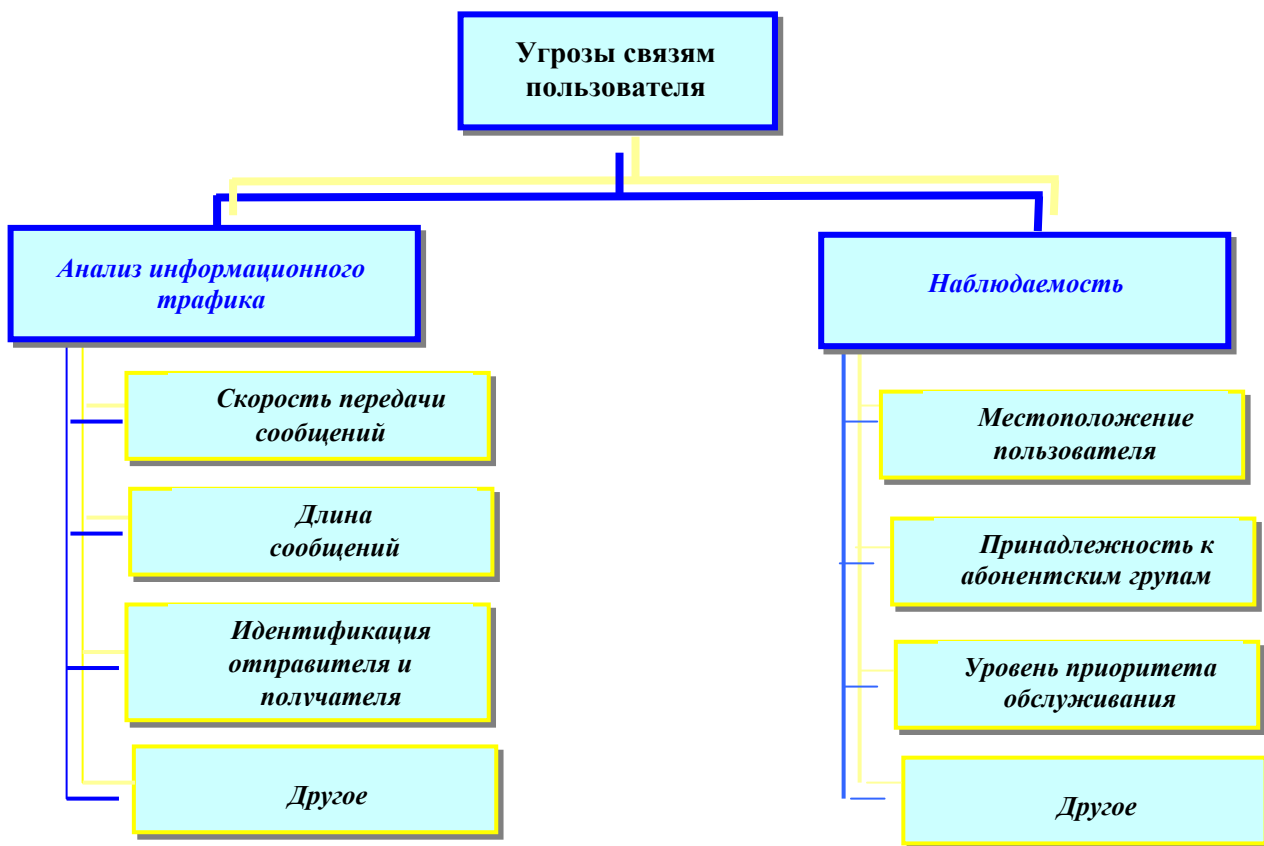 Угрозы связям
пользователя
Анализ информационного
трафика
Скорость передачи
сообщений
Длина
сообщений
Идентификация
отправителя и
получателя
Другое
Наблюдаемость
Местоположение
пользователя
Принадлежность к
абонентским групам
Уровень приоритета
обслуживания
Другое